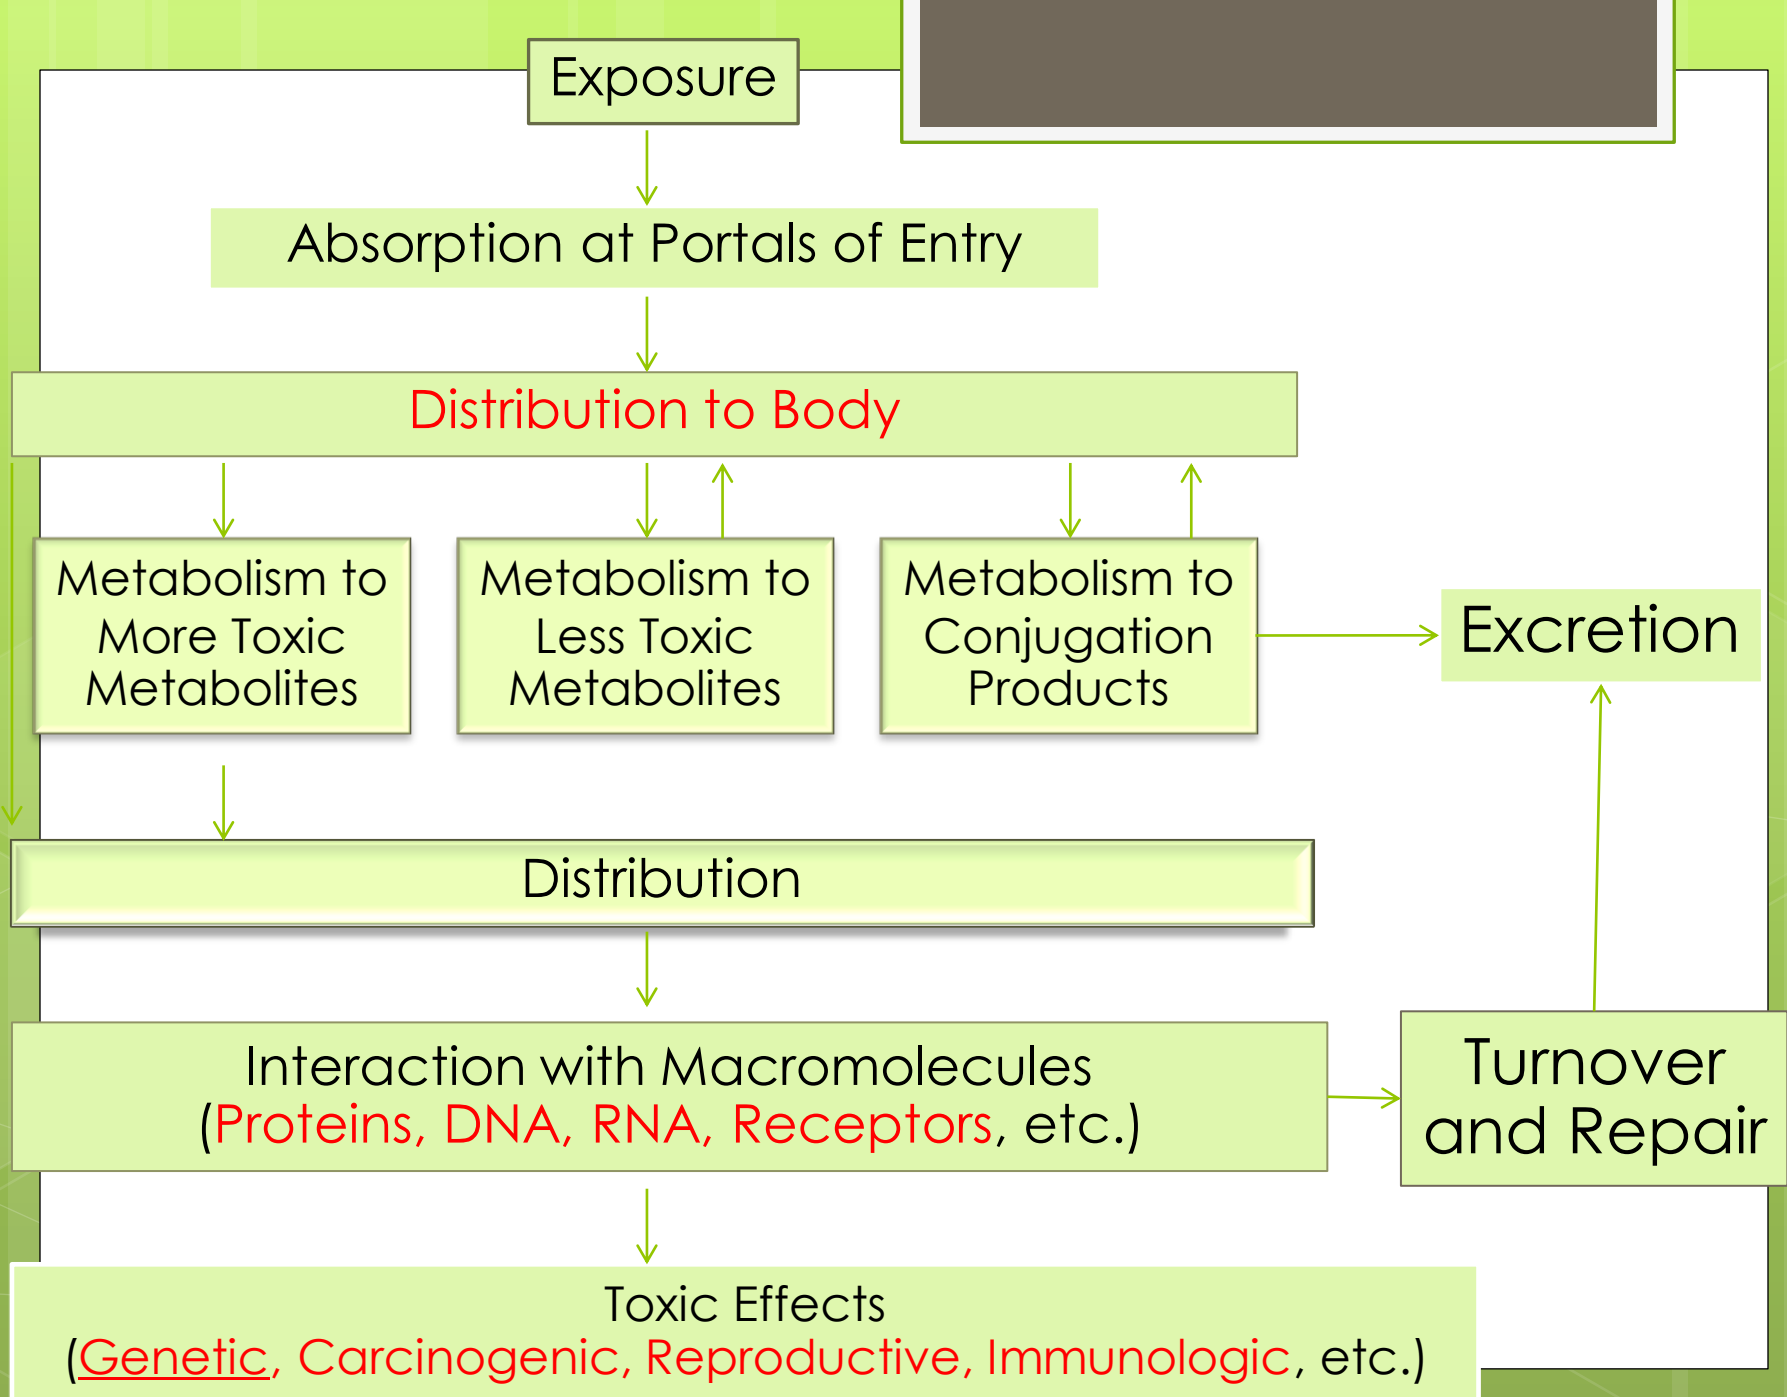 Exposure
Absorption at Portals of Entry
Distribution to Body
Metabolism to
More Toxic
Metabolites
Metabolism to
Less Toxic
Metabolites
Metabolism to
Conjugation
Products
Excretion
Distribution
Interaction with Macromolecules
(Proteins, DNA, RNA, Receptors, etc.)
Turnover
and Repair
Toxic Effects
(Genetic, Carcinogenic, Reproductive, Immunologic, etc.)